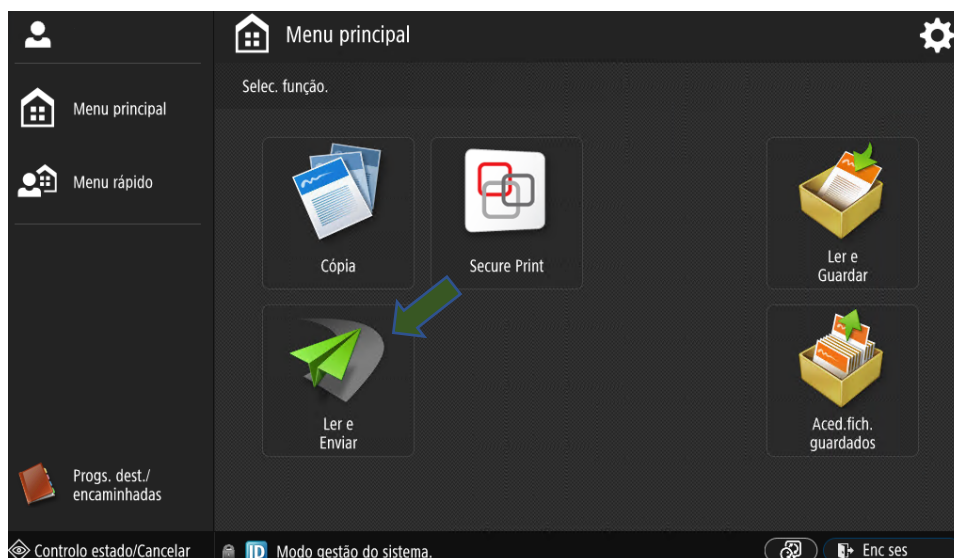 Menu principal
Selec. função.
Menu principal
Menu rápido
Cópia
Secure Print
Ler e
Guardar
Ler e
Enviar
Aced.fich.
guardados
Progs. dest./
encaminhadas
Controlo estado/Cancelar
ID Modo gestão do sistema.
Enc ses